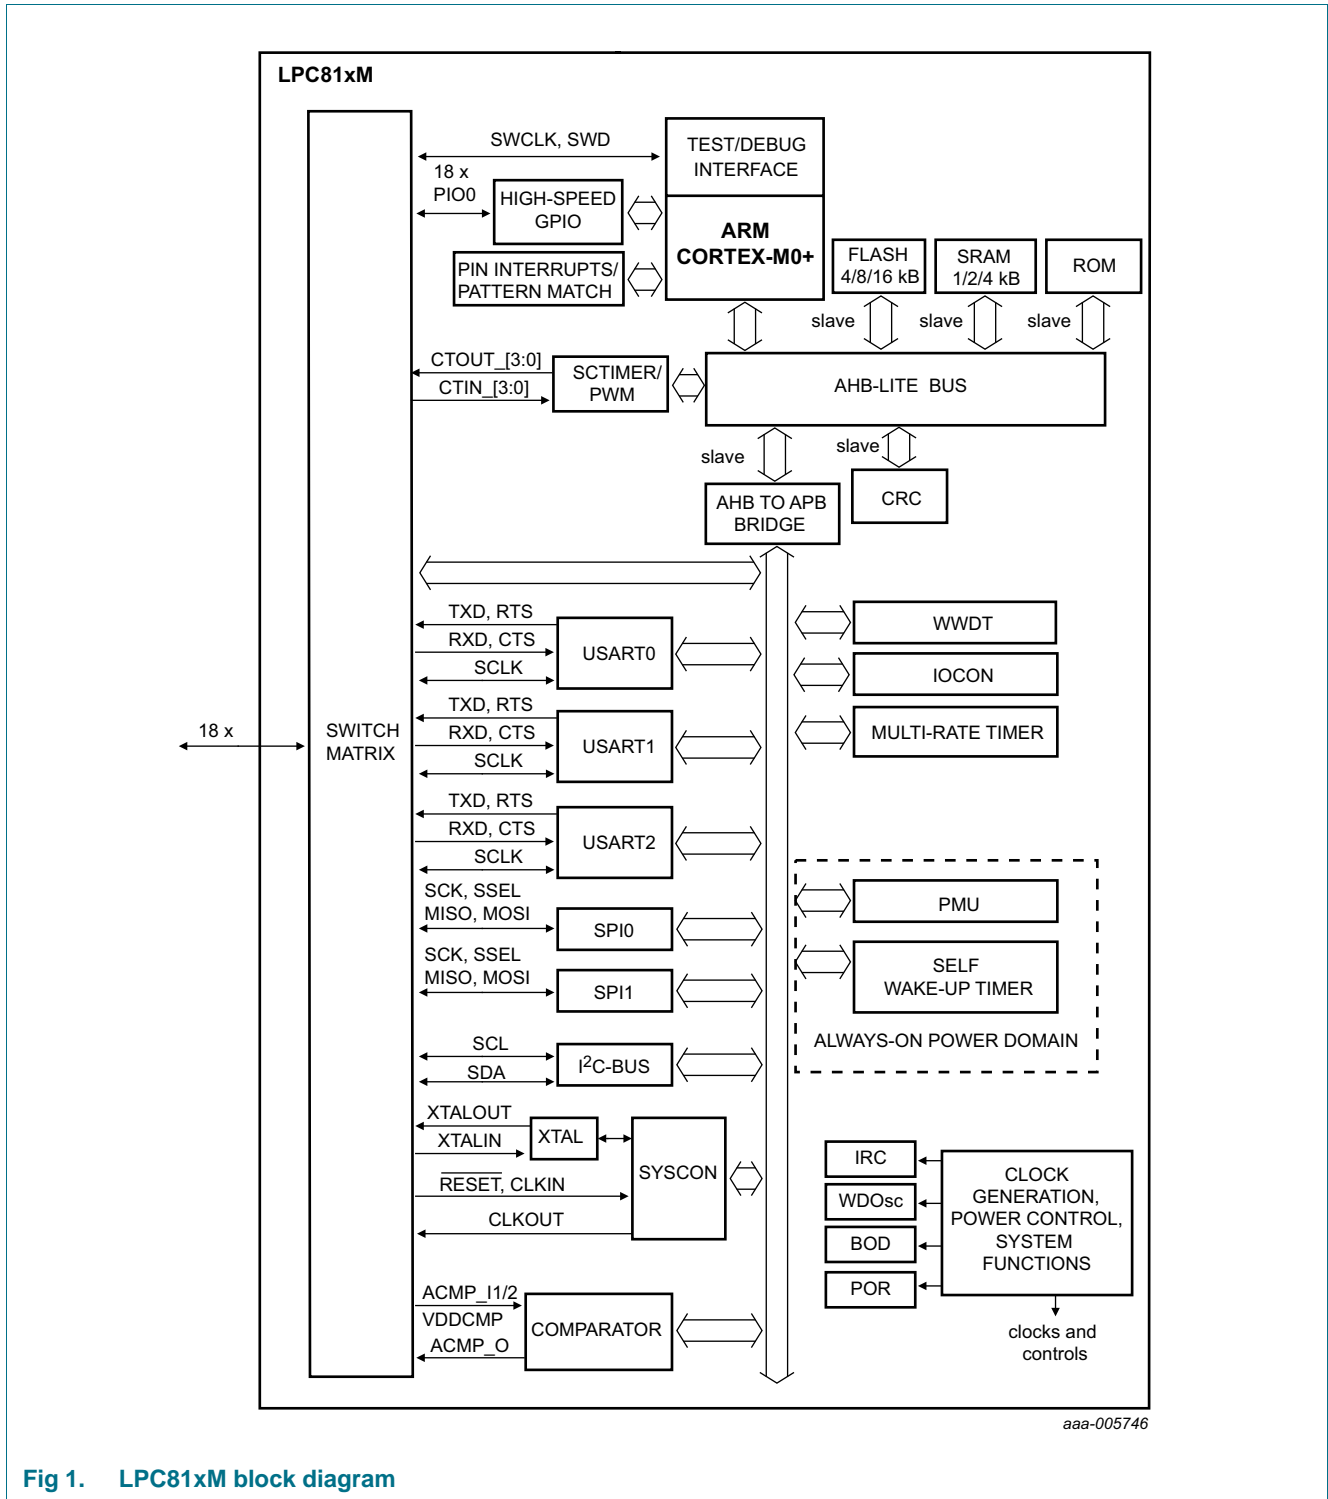 LPC81xM
SWCLK, SWD
TEST/DEBUG
INTERFACE
18 x
PIO0
HIGH-SPEED
GPIO
ARM
CORTEX-M0+
PIN INTERRUPTS/
PATTERN MATCH
FLASH
4/8/16 kB
SRAM
1/2/4 kB
ROM
slave
slave
slave
CTOUT_[3:0]
CTIN_[3:0]
SCTIMER/
PWM
AHB-LITE BUS
slave
slave
AHB TO APB
BRIDGE
CRC
TXD, RTS
RXD, CTS
SCLK
USART0
WWDT
IOCON
TXD, RTS
RXD, CTS
SCLK
USART1
MULTI-RATE TIMER
18 x
SWITCH
MATRIX
TXD, RTS
RXD, CTS
SCLK
USART2
SCK, SSEL
MISO, MOSI
SPI0
PMU
SCK, SSEL
MISO, MOSI
SPI1
SELF
WAKE-UP TIMER
ALWAYS-ON POWER DOMAIN
SCL
SDA
I2C-BUS
XTALOUT
XTALIN
XTAL
RESET, CLKIN
CLKOUT
SYSCON
IRC
WDOsc
BOD
POR
CLOCK
GENERATION,
POWER CONTROL,
SYSTEM
FUNCTIONS
clocks and
controls
ACMP_I1/2
VDDCMP
ACMP_O
COMPARATOR
aaa-005746
Fig 1. LPC81xM block diagram